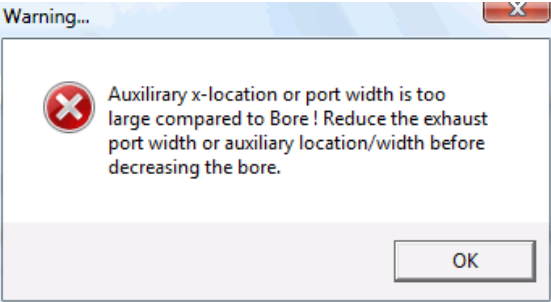 Warning...
Auxilirary x-location or port width is too
large compared to Bore ! Reduce the exhaust
port width or auxiliary location/width before
decreasing the bore.
OK